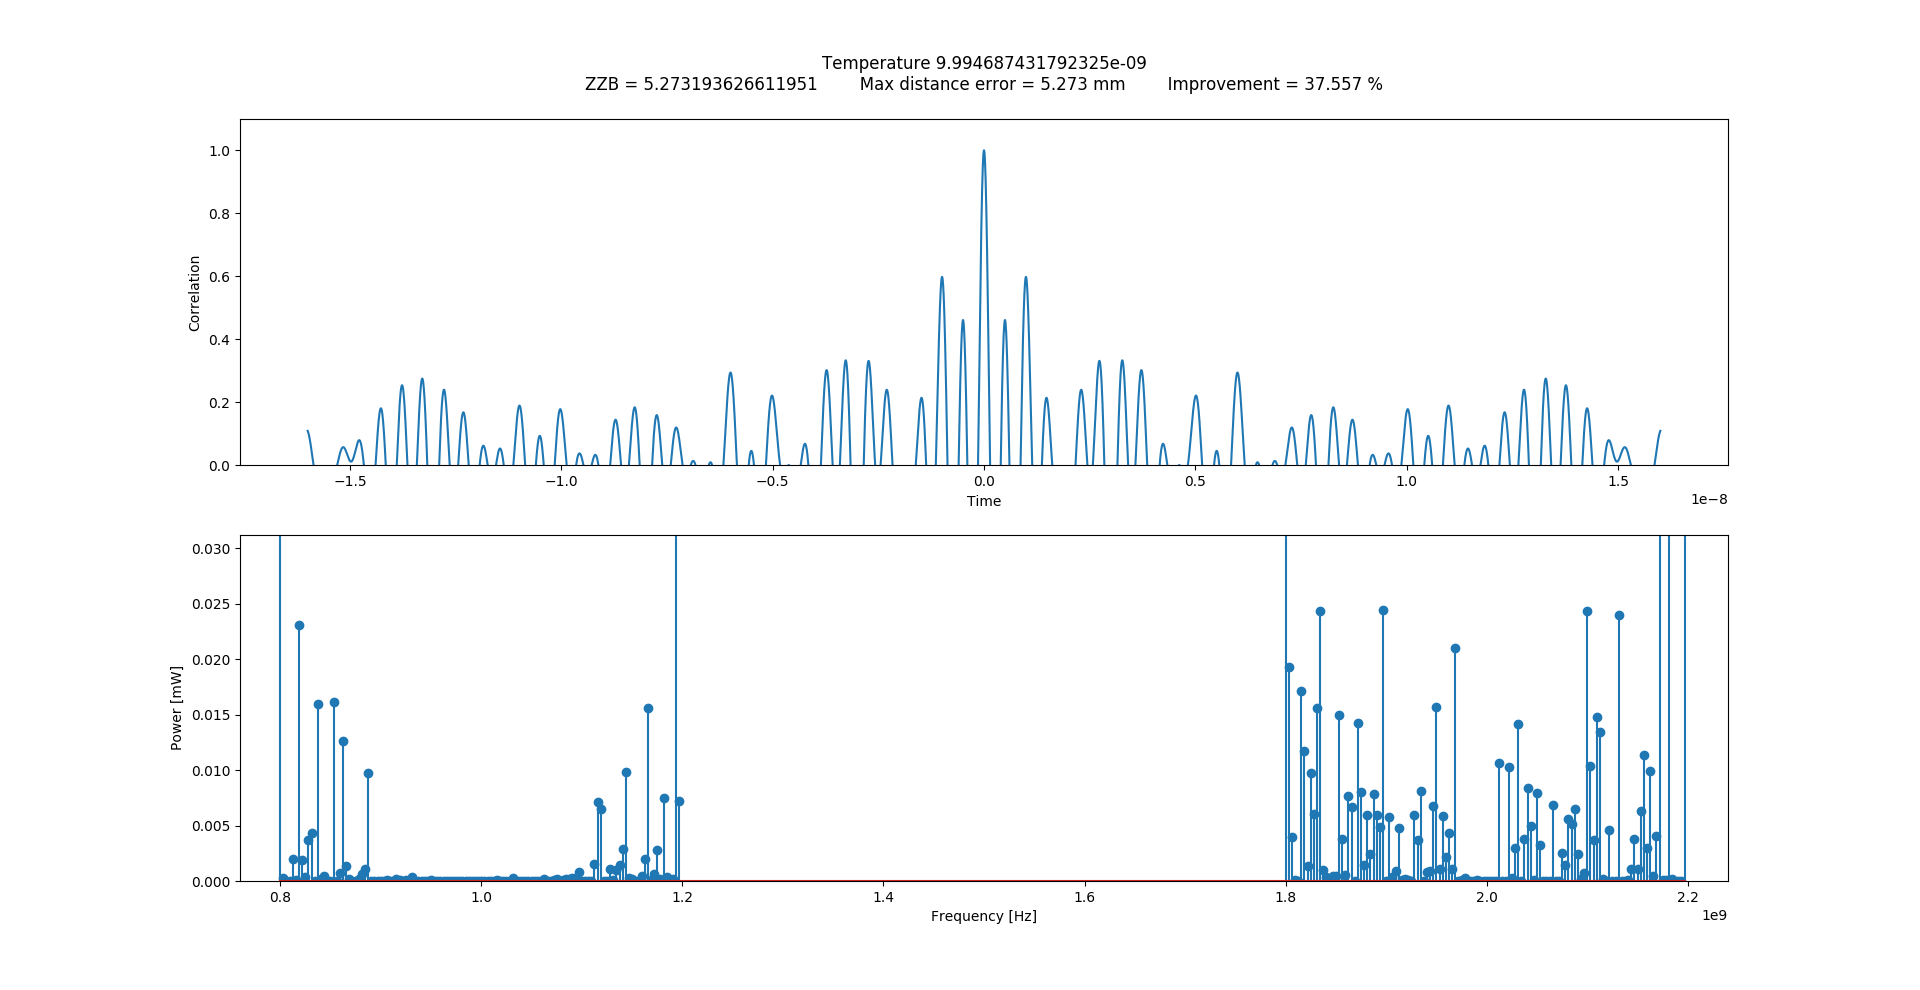 Temperature 9.994687431792325e-09
ZZB = 5.273193626611951 Max distance error = 5.273 mm Improvement = 37.557 %
1.0
0.8
0.6
0.4
0.2
0.0
Correlation
−1.5 −1.0 −0.5 0.0 0.5 1.0 1.5
Time
1e−8
0.030
0.025
0.020
0.015
0.010
0.005
0.000
Power [mW]
0.8 1.0 1.2 1.4 1.6 1.8 2.0 2.2
Frequency [Hz]
1e9